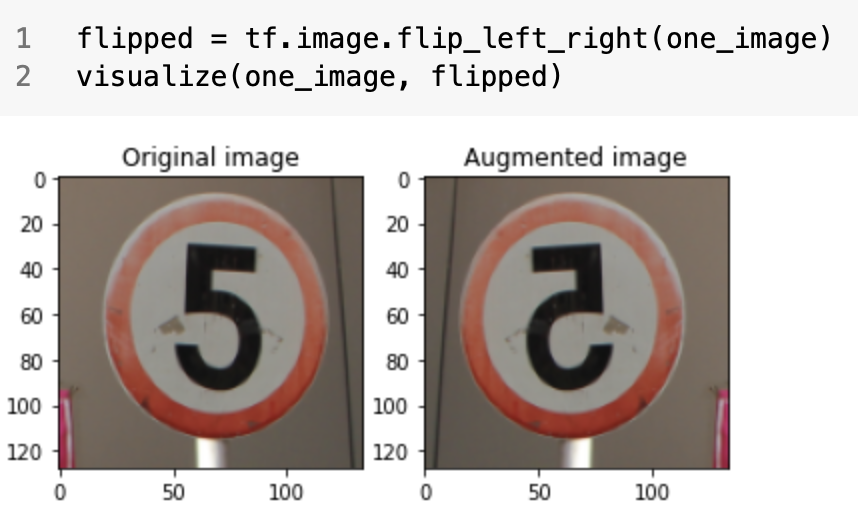 1 flipped = tf.image.flip_left_right(one_image)
2 visualize(one_image, flipped)
Original image Augmented image
0 0
20 20
40 40
60 60
80 80
100 100
120 120
5 5
0 50 100 0 50 100